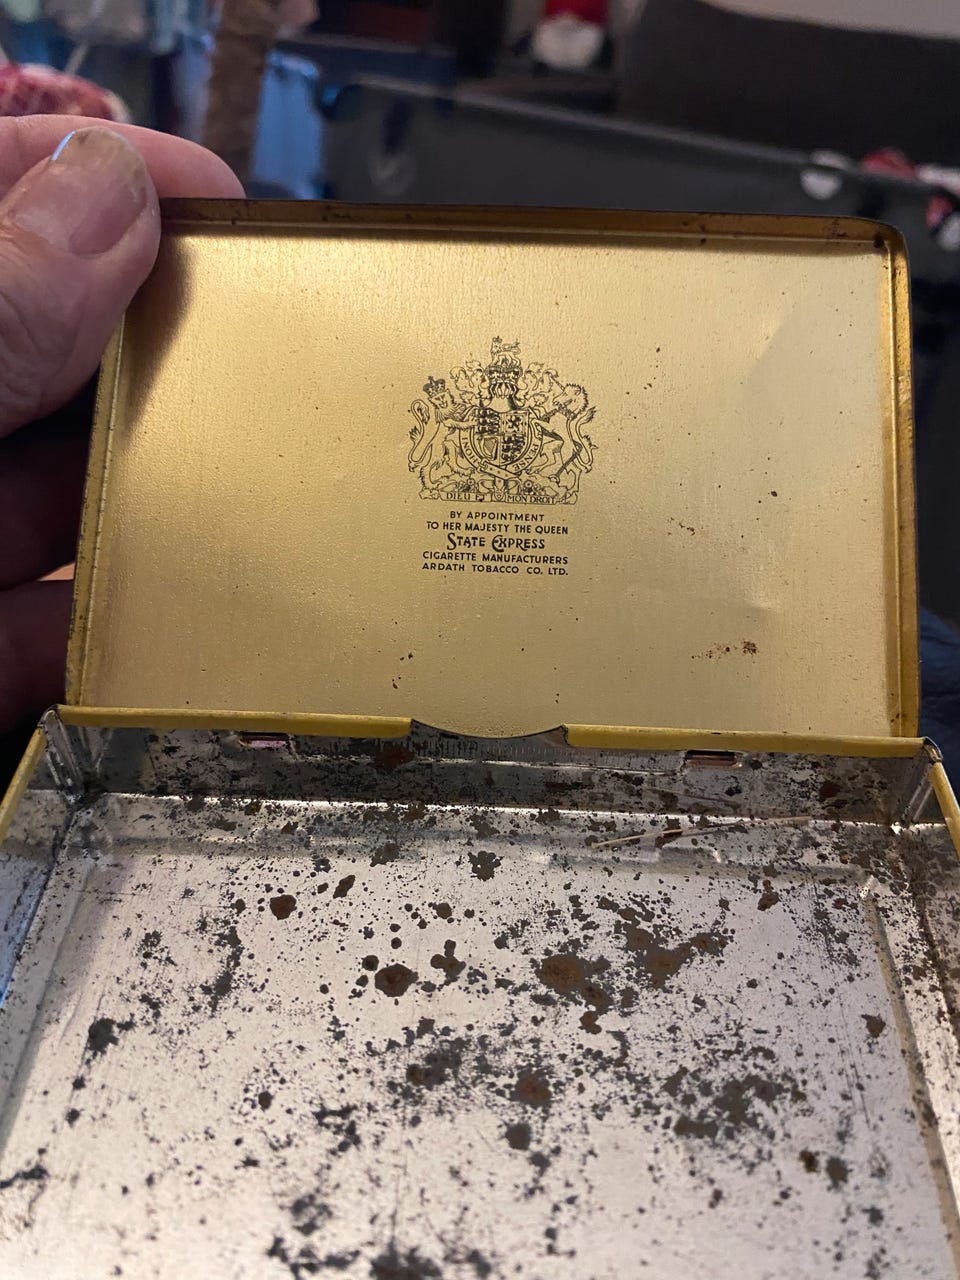 DIEU ET MON DROIT
BY APPOINTMENT
TO HER MAJESTY THE QUEEN
STATE EXPRESS
CIGARETTE MANUFACTURERS
ARDATH TOBACCO CO. LTD.